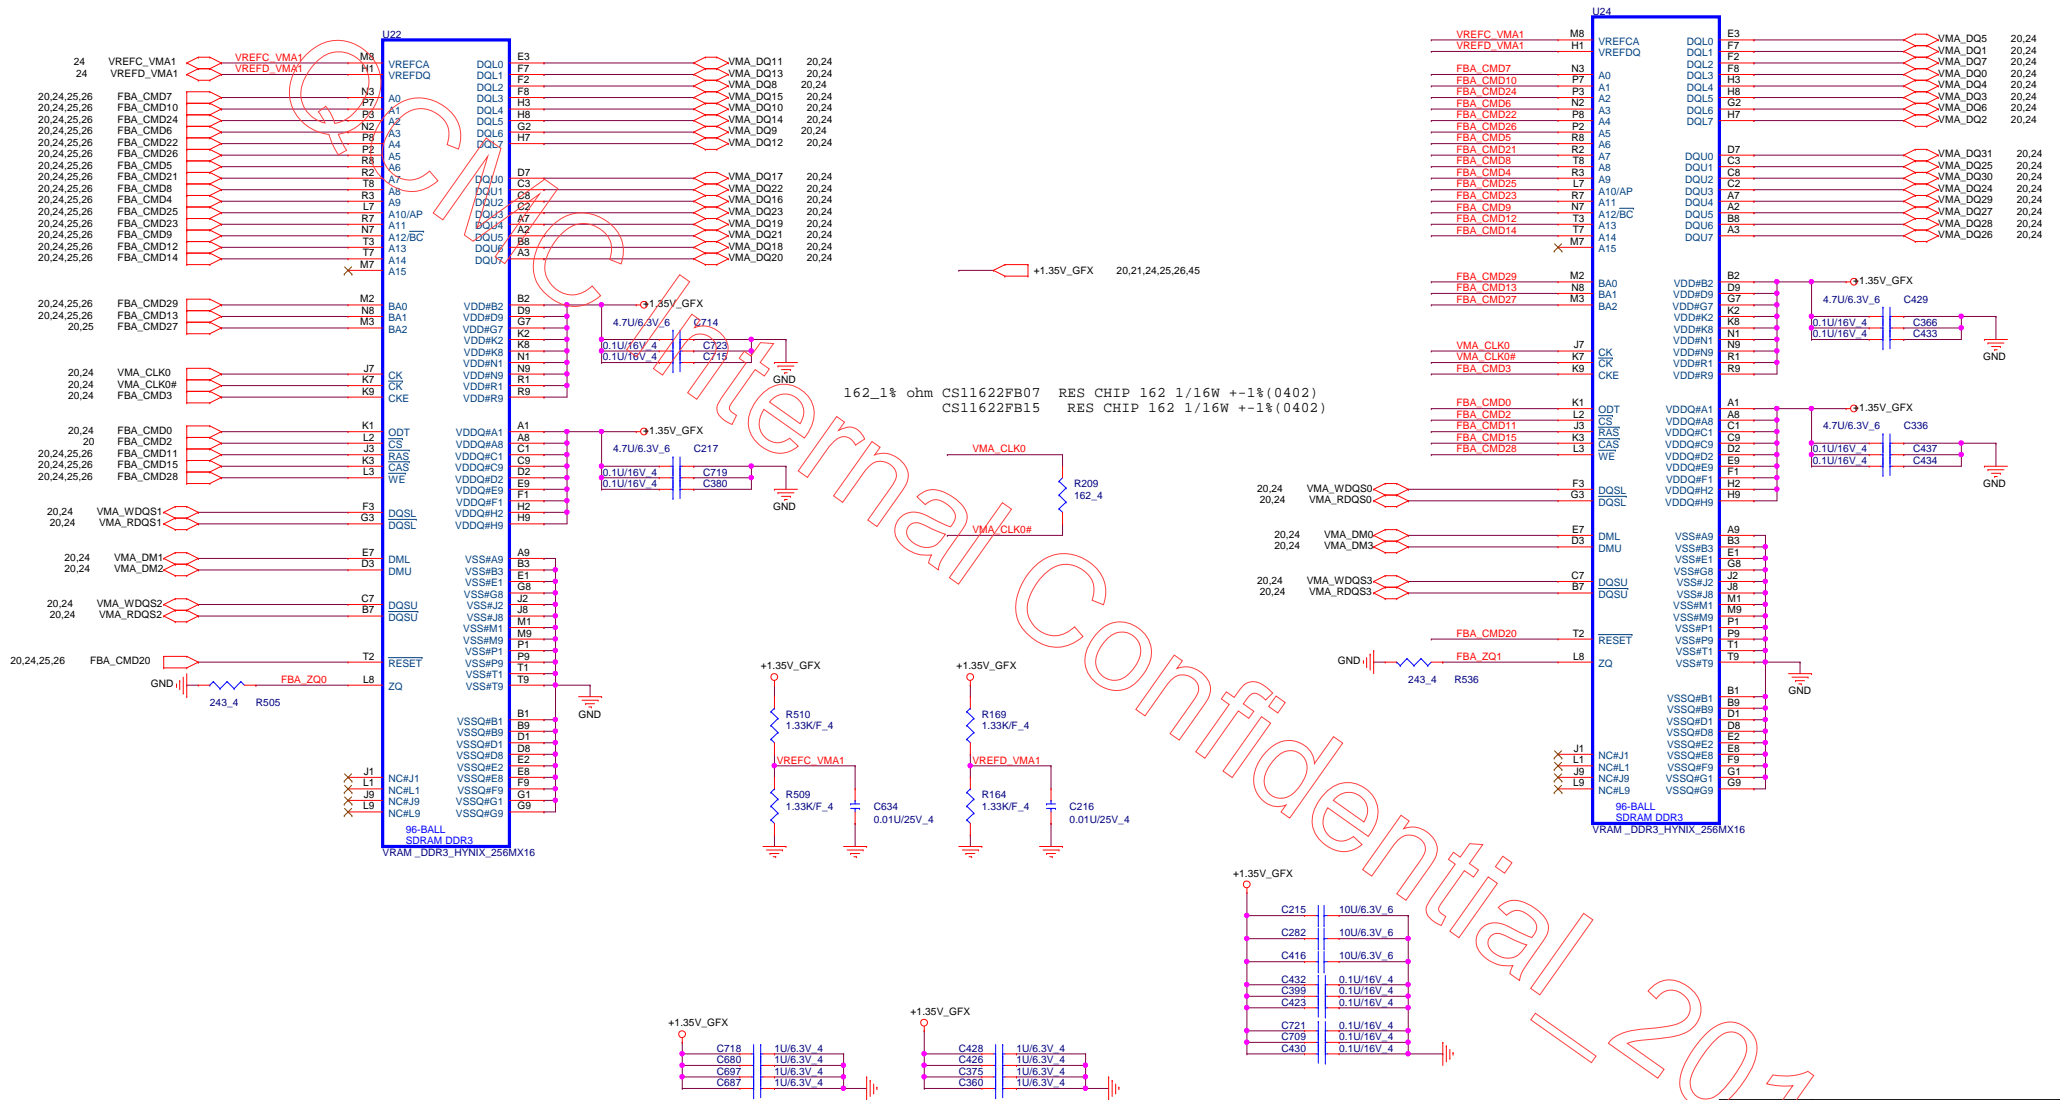 U22
24 VREFC_VMA1 VREFC_VMA1 M8 VREFCA
24 VREFD_VMA1 VREFD_VMA1 H1 VREFDQ
20,24,25,26 FBA_CMD7 N3 A0
20,24,25,26 FBA_CMD10 P7 A1
20,24,25,26 FBA_CMD24 P3 A2
20,24,25,26 FBA_CMD6 N2 A3
20,24,25,26 FBA_CMD22 P8 A4
20,24,25,26 FBA_CMD26 P2 A5
20,24,25,26 FBA_CMD5 R8 A6
20,24,25,26 FBA_CMD21 R2 A7
20,24,25,26 FBA_CMD8 T8 A8
20,24,25,26 FBA_CMD4 R3 A9
20,24,25,26 FBA_CMD25 L7 A10/AP
20,24,25,26 FBA_CMD23 R7 A11
20,24,25,26 FBA_CMD9 N7 A12/BC
20,24,25,26 FBA_CMD12 T3 A13
20,24,25,26 FBA_CMD14 T7 A14
M7 A15
20,24,25,26 FBA_CMD29 M2 BA0
20,24,25,26 FBA_CMD13 N8 BA1
20,25 FBA_CMD27 M3 BA2
20,24 VMA_CLK0 J7 CK
20,24 VMA_CLK0# K7 CK
20,24 FBA_CMD3 K9 CKE
20,24 FBA_CMD0 K1 ODT
20 FBA_CMD2 L2 CS
20,24,25,26 FBA_CMD11 J3 RAS
20,24,25,26 FBA_CMD15 K3 CAS
20,24,25,26 FBA_CMD28 L3 WE
20,24 VMA_WDQS1 F3 DQSL
20,24 VMA_RDQS1 G3 DQSL
20,24 VMA_DM1 E7 DML
20,24 VMA_DM2 D3 DMU
20,24 VMA_WDQS2 C7 DQSU
20,24 VMA_RDQS2 B7 DQSU
20,24,25,26 FBA_CMD20 T2 RESET
GND 243_4 R505 FBA_ZQ0 L8 ZQ
J1 NC#J1
L1 NC#L1
J9 NC#J9
L9 NC#L9
DQL0 E3 VMA_DQ11 20,24
DQL1 F7 VMA_DQ13 20,24
DQL2 F2 VMA_DQ8 20,24
DQL3 F8 VMA_DQ15 20,24
DQL4 H3 VMA_DQ10 20,24
DQL5 H8 VMA_DQ14 20,24
DQL6 G2 VMA_DQ9 20,24
DQL7 H7 VMA_DQ12 20,24
DQU0 D7 VMA_DQ17 20,24
DQU1 C3 VMA_DQ22 20,24
DQU2 C8 VMA_DQ16 20,24
DQU3 C2 VMA_DQ23 20,24
DQU4 A7 VMA_DQ19 20,24
DQU5 A2 VMA_DQ21 20,24
DQU6 B8 VMA_DQ18 20,24
DQU7 A3 VMA_DQ20 20,24
VDD#B2 B2 +1.35V_GFX
VDD#D9 D9
VDD#G7 G7 4.7U/6.3V_6 C714
VDD#K2 K2
VDD#K8 K8 0.1U/16V_4 C723
VDD#N1 N1 0.1U/16V_4 C715
VDD#N9 N9 GND
VDD#R1 R1
VDD#R9 R9
VDDQ#A1 A1 +1.35V_GFX
VDDQ#A8 A8
VDDQ#C1 C1 4.7U/6.3V_6 C217
VDDQ#C9 C9
VDDQ#D2 D2 0.1U/16V_4 C719
VDDQ#E9 E9 0.1U/16V_4 C380
VDDQ#F1 F1
VDDQ#H2 H2 GND
VDDQ#H9 H9
VSS#A9 A9
VSS#B3 B3
VSS#E1 E1
VSS#G8 G8
VSS#J2 J2
VSS#J8 J8
VSS#M1 M1
VSS#M9 M9
VSS#P1 P1
VSS#P9 P9
VSS#T1 T1
VSS#T9 T9
GND
VSSQ#B1 B1
VSSQ#B9 B9
VSSQ#D1 D1
VSSQ#D8 D8
VSSQ#E2 E2
VSSQ#E8 E8
VSSQ#F9 F9
VSSQ#G1 G1
VSSQ#G9 G9
96-BALL
SDRAM DDR3
VRAM _DDR3_HYNIX_256MX16
+1.35V_GFX 20,21,24,25,26,45
162_1% ohm CS11622FB07 RES CHIP 162 1/16W +-1%(0402)
CS11622FB15 RES CHIP 162 1/16W +-1%(0402)
VMA_CLK0
R209
162_4
VMA_CLK0#
+1.35V_GFX
R510
1.33K/F_4
VREFC_VMA1
R509
1.33K/F_4
C634
0.01U/25V_4
+1.35V_GFX
R169
1.33K/F_4
VREFD_VMA1
R164
1.33K/F_4
C216
0.01U/25V_4
U24
VREFC_VMA1 M8 VREFCA
VREFD_VMA1 H1 VREFDQ
FBA_CMD7 N3 A0
FBA_CMD10 P7 A1
FBA_CMD24 P3 A2
FBA_CMD6 N2 A3
FBA_CMD22 P8 A4
FBA_CMD26 P2 A5
FBA_CMD5 R8 A6
FBA_CMD21 R2 A7
FBA_CMD8 T8 A8
FBA_CMD4 R3 A9
FBA_CMD25 L7 A10/AP
FBA_CMD23 R7 A11
FBA_CMD9 N7 A12/BC
FBA_CMD12 T3 A13
FBA_CMD14 T7 A14
M7 A15
FBA_CMD29 M2 BA0
FBA_CMD13 N8 BA1
FBA_CMD27 M3 BA2
VMA_CLK0 J7 CK
VMA_CLK0# K7 CK
FBA_CMD3 K9 CKE
FBA_CMD0 K1 ODT
FBA_CMD2 L2 CS
FBA_CMD11 J3 RAS
FBA_CMD15 K3 CAS
FBA_CMD28 L3 WE
20,24 VMA_WDQS0 F3 DQSL
20,24 VMA_RDQS0 G3 DQSL
20,24 VMA_DM0 E7 DML
20,24 VMA_DM3 D3 DMU
20,24 VMA_WDQS3 C7 DQSU
20,24 VMA_RDQS3 B7 DQSU
FBA_CMD20 T2 RESET
GND 243_4 R536 FBA_ZQ1 L8 ZQ
J1 NC#J1
L1 NC#L1
J9 NC#J9
L9 NC#L9
DQL0 E3 VMA_DQ5 20,24
DQL1 F7 VMA_DQ1 20,24
DQL2 F2 VMA_DQ7 20,24
DQL3 F8 VMA_DQ0 20,24
DQL4 H3 VMA_DQ4 20,24
DQL5 H8 VMA_DQ3 20,24
DQL6 G2 VMA_DQ6 20,24
DQL7 H7 VMA_DQ2 20,24
DQU0 D7 VMA_DQ31 20,24
DQU1 C3 VMA_DQ25 20,24
DQU2 C8 VMA_DQ30 20,24
DQU3 C2 VMA_DQ24 20,24
DQU4 A7 VMA_DQ29 20,24
DQU5 A2 VMA_DQ27 20,24
DQU6 B8 VMA_DQ28 20,24
DQU7 A3 VMA_DQ26 20,24
VDD#B2 B2 +1.35V_GFX
VDD#D9 D9
VDD#G7 G7 4.7U/6.3V_6 C429
VDD#K2 K2
VDD#K8 K8 0.1U/16V_4 C366
VDD#N1 N1 0.1U/16V_4 C433
VDD#N9 N9 GND
VDD#R1 R1
VDD#R9 R9
VDDQ#A1 A1 +1.35V_GFX
VDDQ#A8 A8
VDDQ#C1 C1 4.7U/6.3V_6 C336
VDDQ#C9 C9
VDDQ#D2 D2 0.1U/16V_4 C437
VDDQ#E9 E9 0.1U/16V_4 C434
VDDQ#F1 F1
VDDQ#H2 H2 GND
VDDQ#H9 H9
VSS#A9 A9
VSS#B3 B3
VSS#E1 E1
VSS#G8 G8
VSS#J2 J2
VSS#J8 J8
VSS#M1 M1
VSS#M9 M9
VSS#P1 P1
VSS#P9 P9
VSS#T1 T1
VSS#T9 T9
GND
VSSQ#B1 B1
VSSQ#B9 B9
VSSQ#D1 D1
VSSQ#D8 D8
VSSQ#E2 E2
VSSQ#E8 E8
VSSQ#F9 F9
VSSQ#G1 G1
VSSQ#G9 G9
96-BALL
SDRAM DDR3
VRAM _DDR3_HYNIX_256MX16
+1.35V_GFX
C215 10U/6.3V_6
C282 10U/6.3V_6
C416 10U/6.3V_6
C432 0.1U/16V_4
C399 0.1U/16V_4
C423 0.1U/16V_4
C721 0.1U/16V_4
C709 0.1U/16V_4
C430 0.1U/16V_4
+1.35V_GFX
C718 1U/6.3V_4
C680 1U/6.3V_4
C697 1U/6.3V_4
C687 1U/6.3V_4
+1.35V_GFX
C428 1U/6.3V_4
C426 1U/6.3V_4
C375 1U/6.3V_4
C360 1U/6.3V_4
Internal Confidential_201